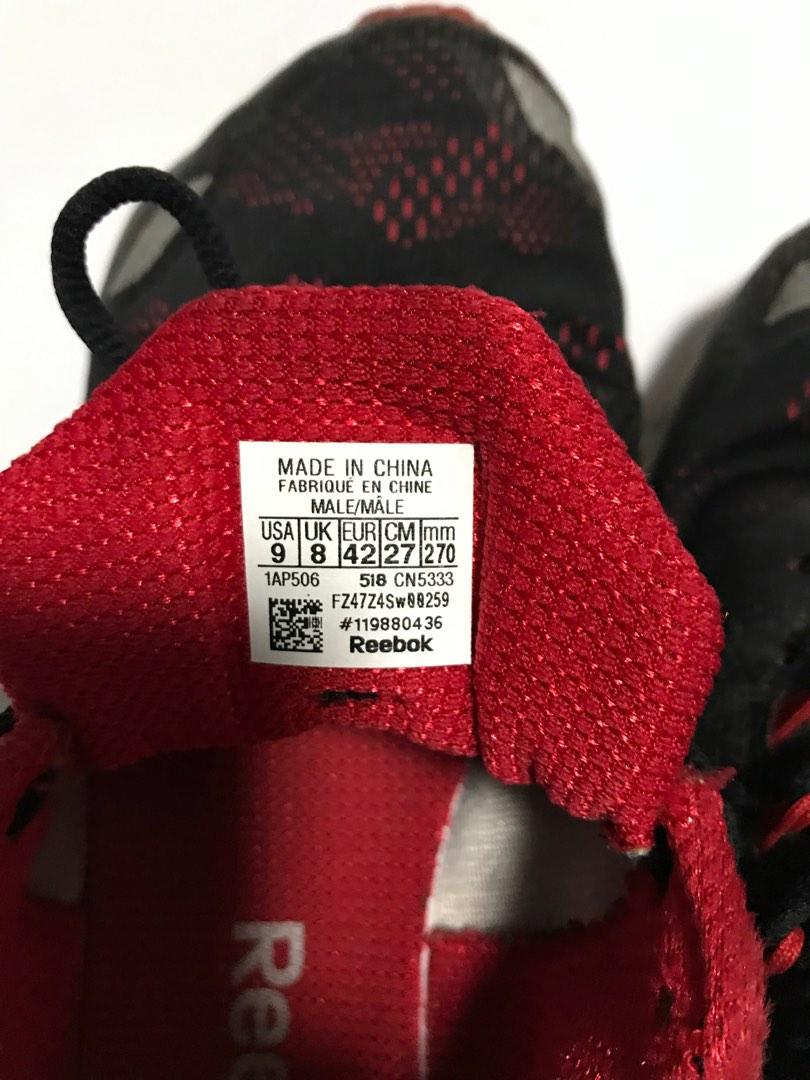 MADE IN CHINA
FABRIQUÉ EN CHINE
MALE/MÂLE
USA UK EUR CM mm
9 8 42 27 270
1AP506 518 CN5333
FZ47Z4Sw00259
#119880436
Reebok
Ree